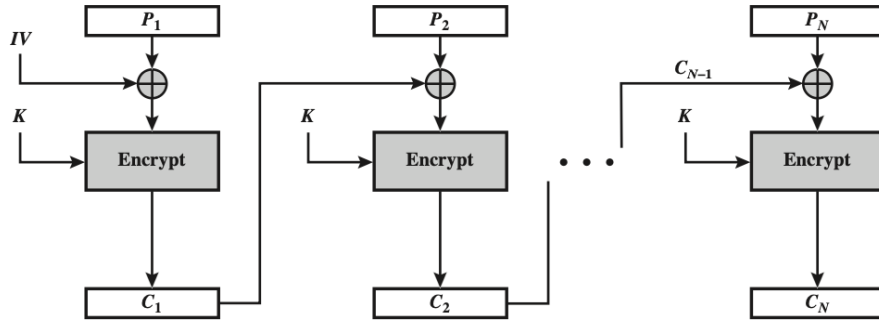 P1 P2 PN
IV
CN–1
K K K
Encrypt Encrypt Encrypt
• • •
C1 C2 CN